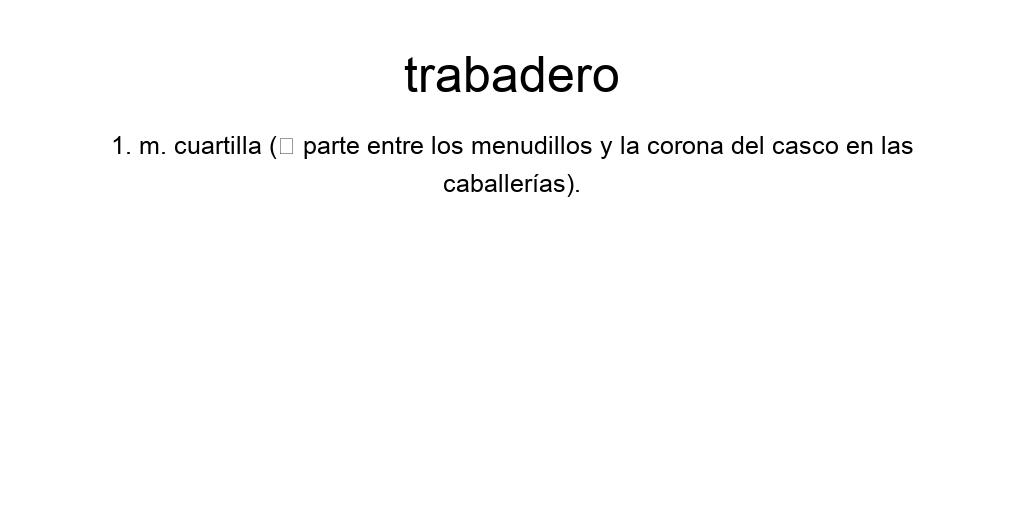 trabadero
1. m. cuartilla (▯ parte entre los menudillos y la corona del casco en las
caballerías).